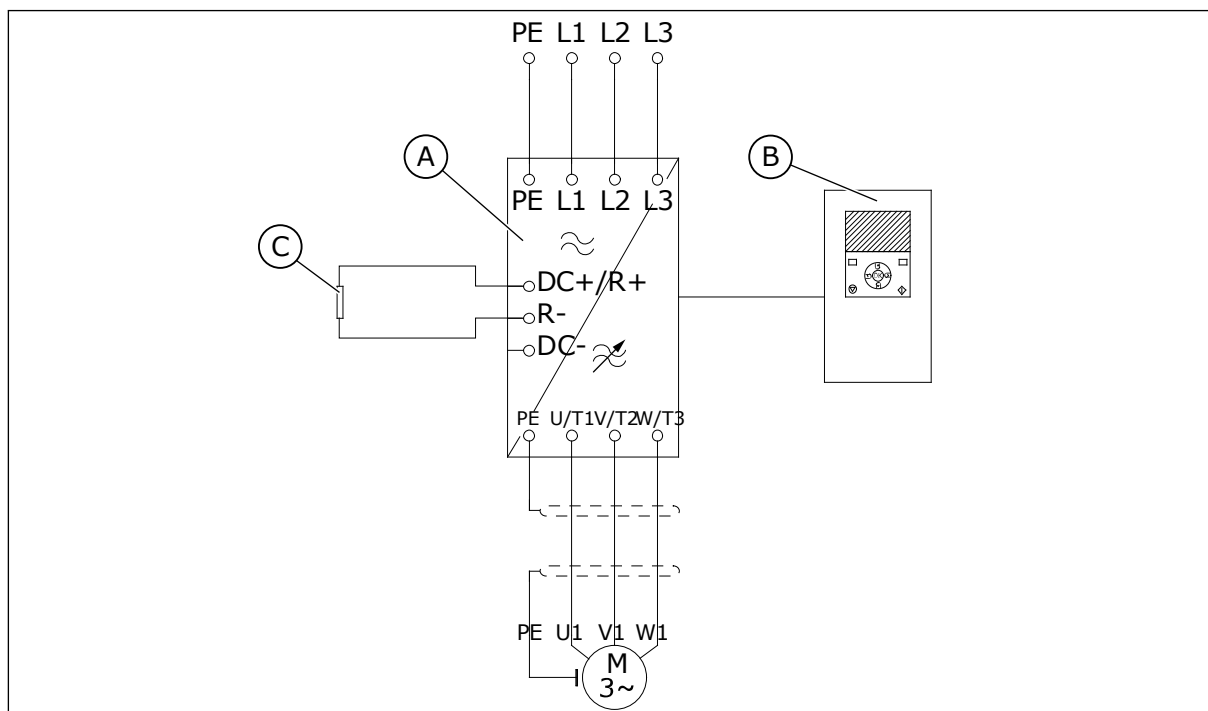 PE L1 L2 L3
A
B
PE L1 L2 L3
C
DC+/R+
R-
DC-
PE U/T1 V/T2 W/T3
PE U1 V1 W1
M
3~